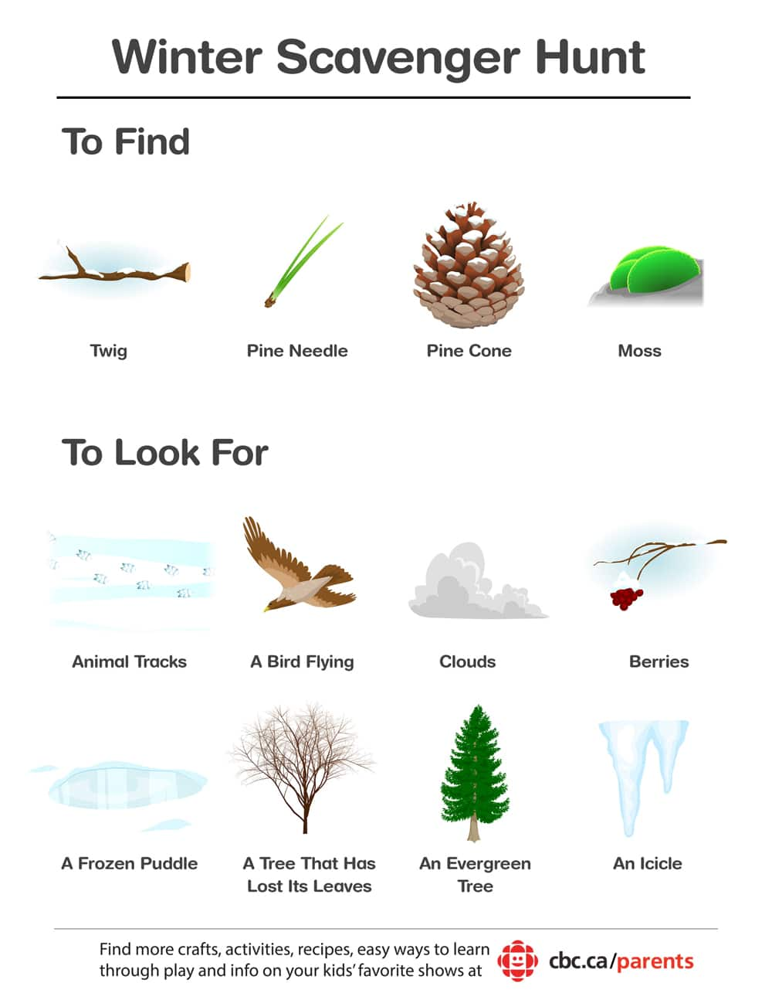 Winter Scavenger Hunt
To Find
Twig
Pine Needle
Pine Cone
Moss
To Look For
Animal Tracks
A Bird Flying
Clouds
Berries
A Frozen Puddle
A Tree That Has
Lost Its Leaves
An Evergreen
Tree
An Icicle
Find more crafts, activities, recipes, easy ways to learn
through play and info on your kids' favorite shows at
cbc.ca/parents